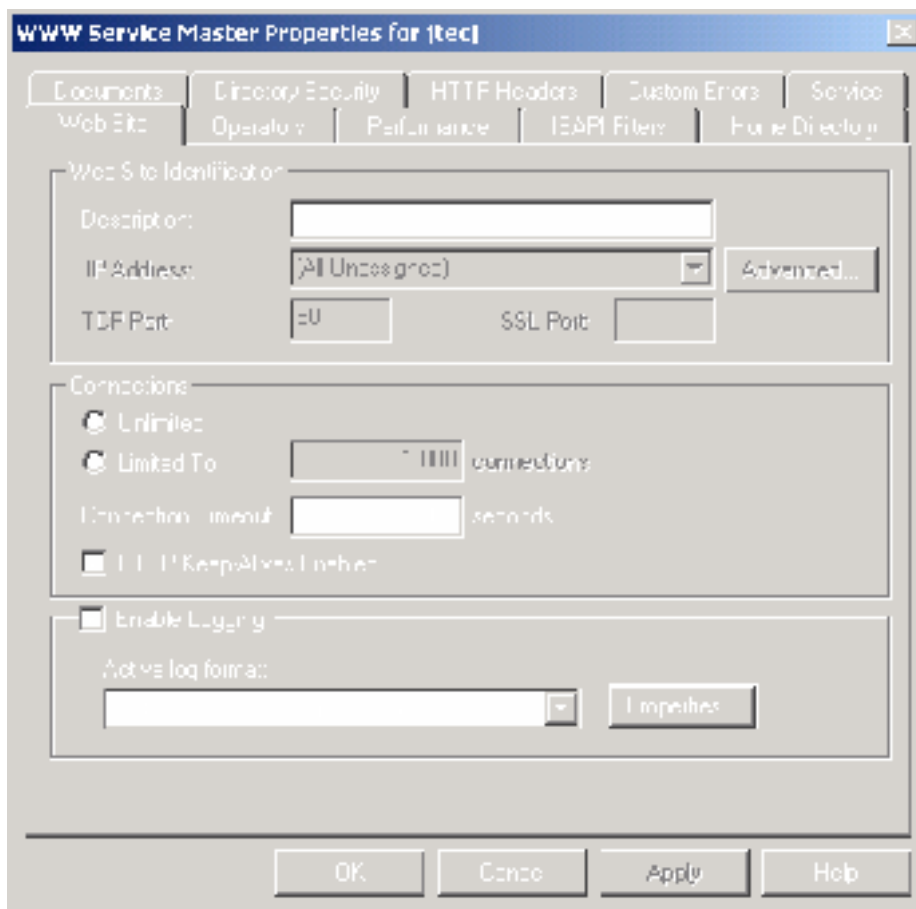 WWW Service Master Properties for jtecj
Documents Directory Security HTTP Headers Custom Errors Service
Web Site Operators Performance ISAPI Filters Home Directory
Web Site Identification
Description:
IP Address: (All Unassigned) Advanced...
TCP Port: 80 SSL Port:
Connections
Unlimited
Limited To connections
Connection Timeout seconds
HTTP Keep-Alives Enabled
Enable Logging
Active log format:
Properties
OK Cancel Apply Help